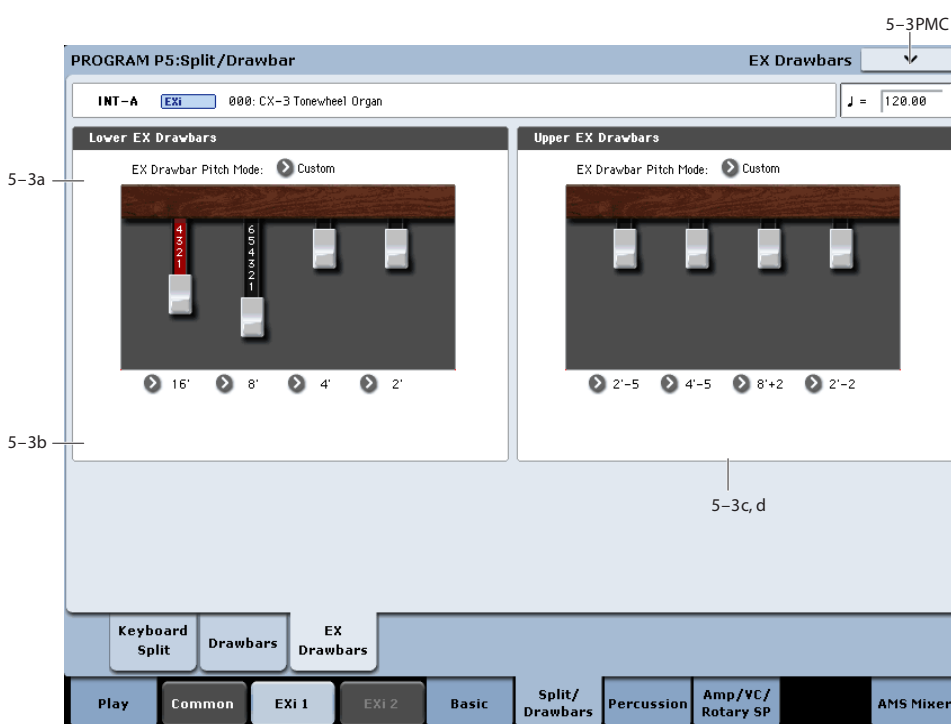 5–3PMC
PROGRAM P5:Split/Drawbar
EX Drawbars
INT-A EXi 000: CX-3 Tonewheel Organ
♩ = 120.00
Lower EX Drawbars
Upper EX Drawbars
5–3a
EX Drawbar Pitch Mode: Custom
EX Drawbar Pitch Mode: Custom
4
3
2
1
6
5
4
3
2
1
16' 8' 4' 2'
2'-5 4'-5 8'+2 2'-2
5–3b
5–3c, d
Keyboard
Split
Drawbars
EX
Drawbars
Play
Common
EXi 1
EXi 2
Basic
Split/
Drawbars
Percussion
Amp/VC/
Rotary SP
AMS Mixer